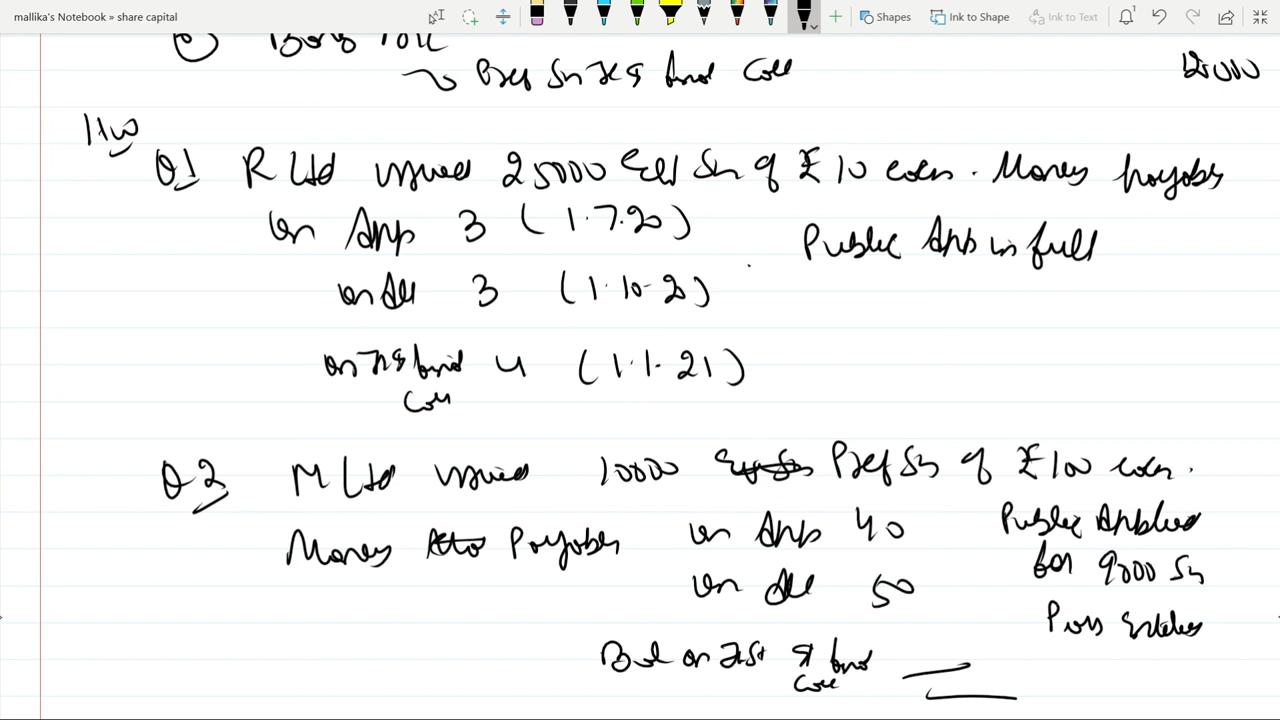 mallika's Notebook » share capital
Shapes Ink to Shape Ink to Text
→ Pref Sh Ist & final Call
H.W
Q1 R Ltd issued 25000 Eq Sh of ₹10 each. Money payable
on App 3 (1.7.20) Public App in full
on All 3 (1.10.20)
on Ist & final 4 (1.1.21)
Call
Q2 M Ltd issued 10000 Pref Sh of ₹100 each.
Money Payable on App 40 Public Applied
for 9000 Sh
on All 50
Pass Entries
Bal on Ist & final
Call